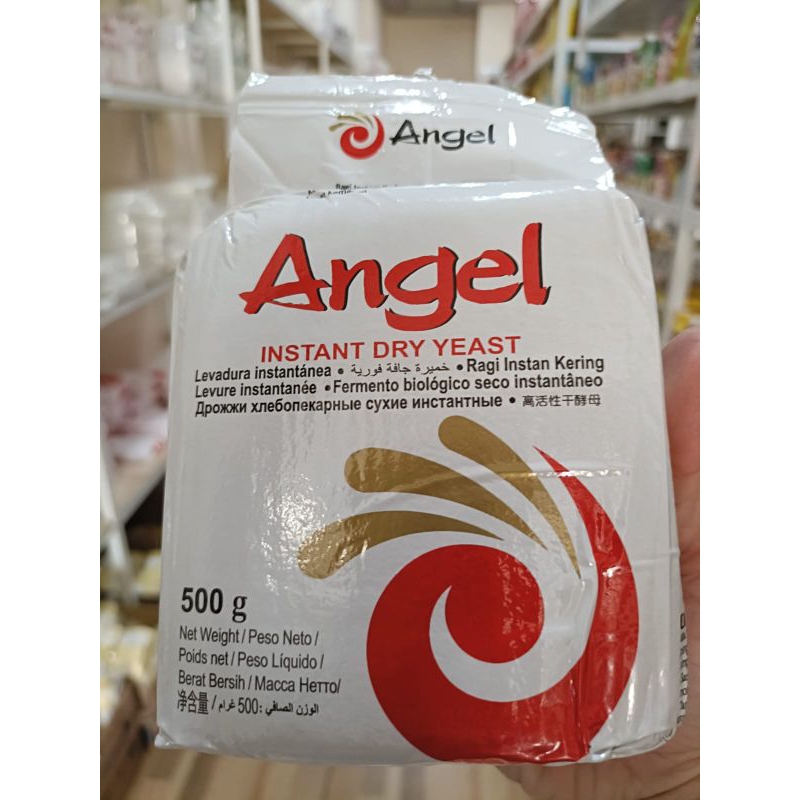 Angel
Angel
INSTANT DRY YEAST
Levadura instantánea • خميرة جافة فورية • Ragi Instan Kering
Levure instantanée • Fermento biológico seco instantâneo
Дрожжи хлебопекарные сухие инстантные • 高活性干酵母
500 g
Net Weight / Peso Neto /
Poids net / Peso Líquido /
Berat Bersih / Масса Нетто/
净含量 / الوزن الصافي: 500 غرام